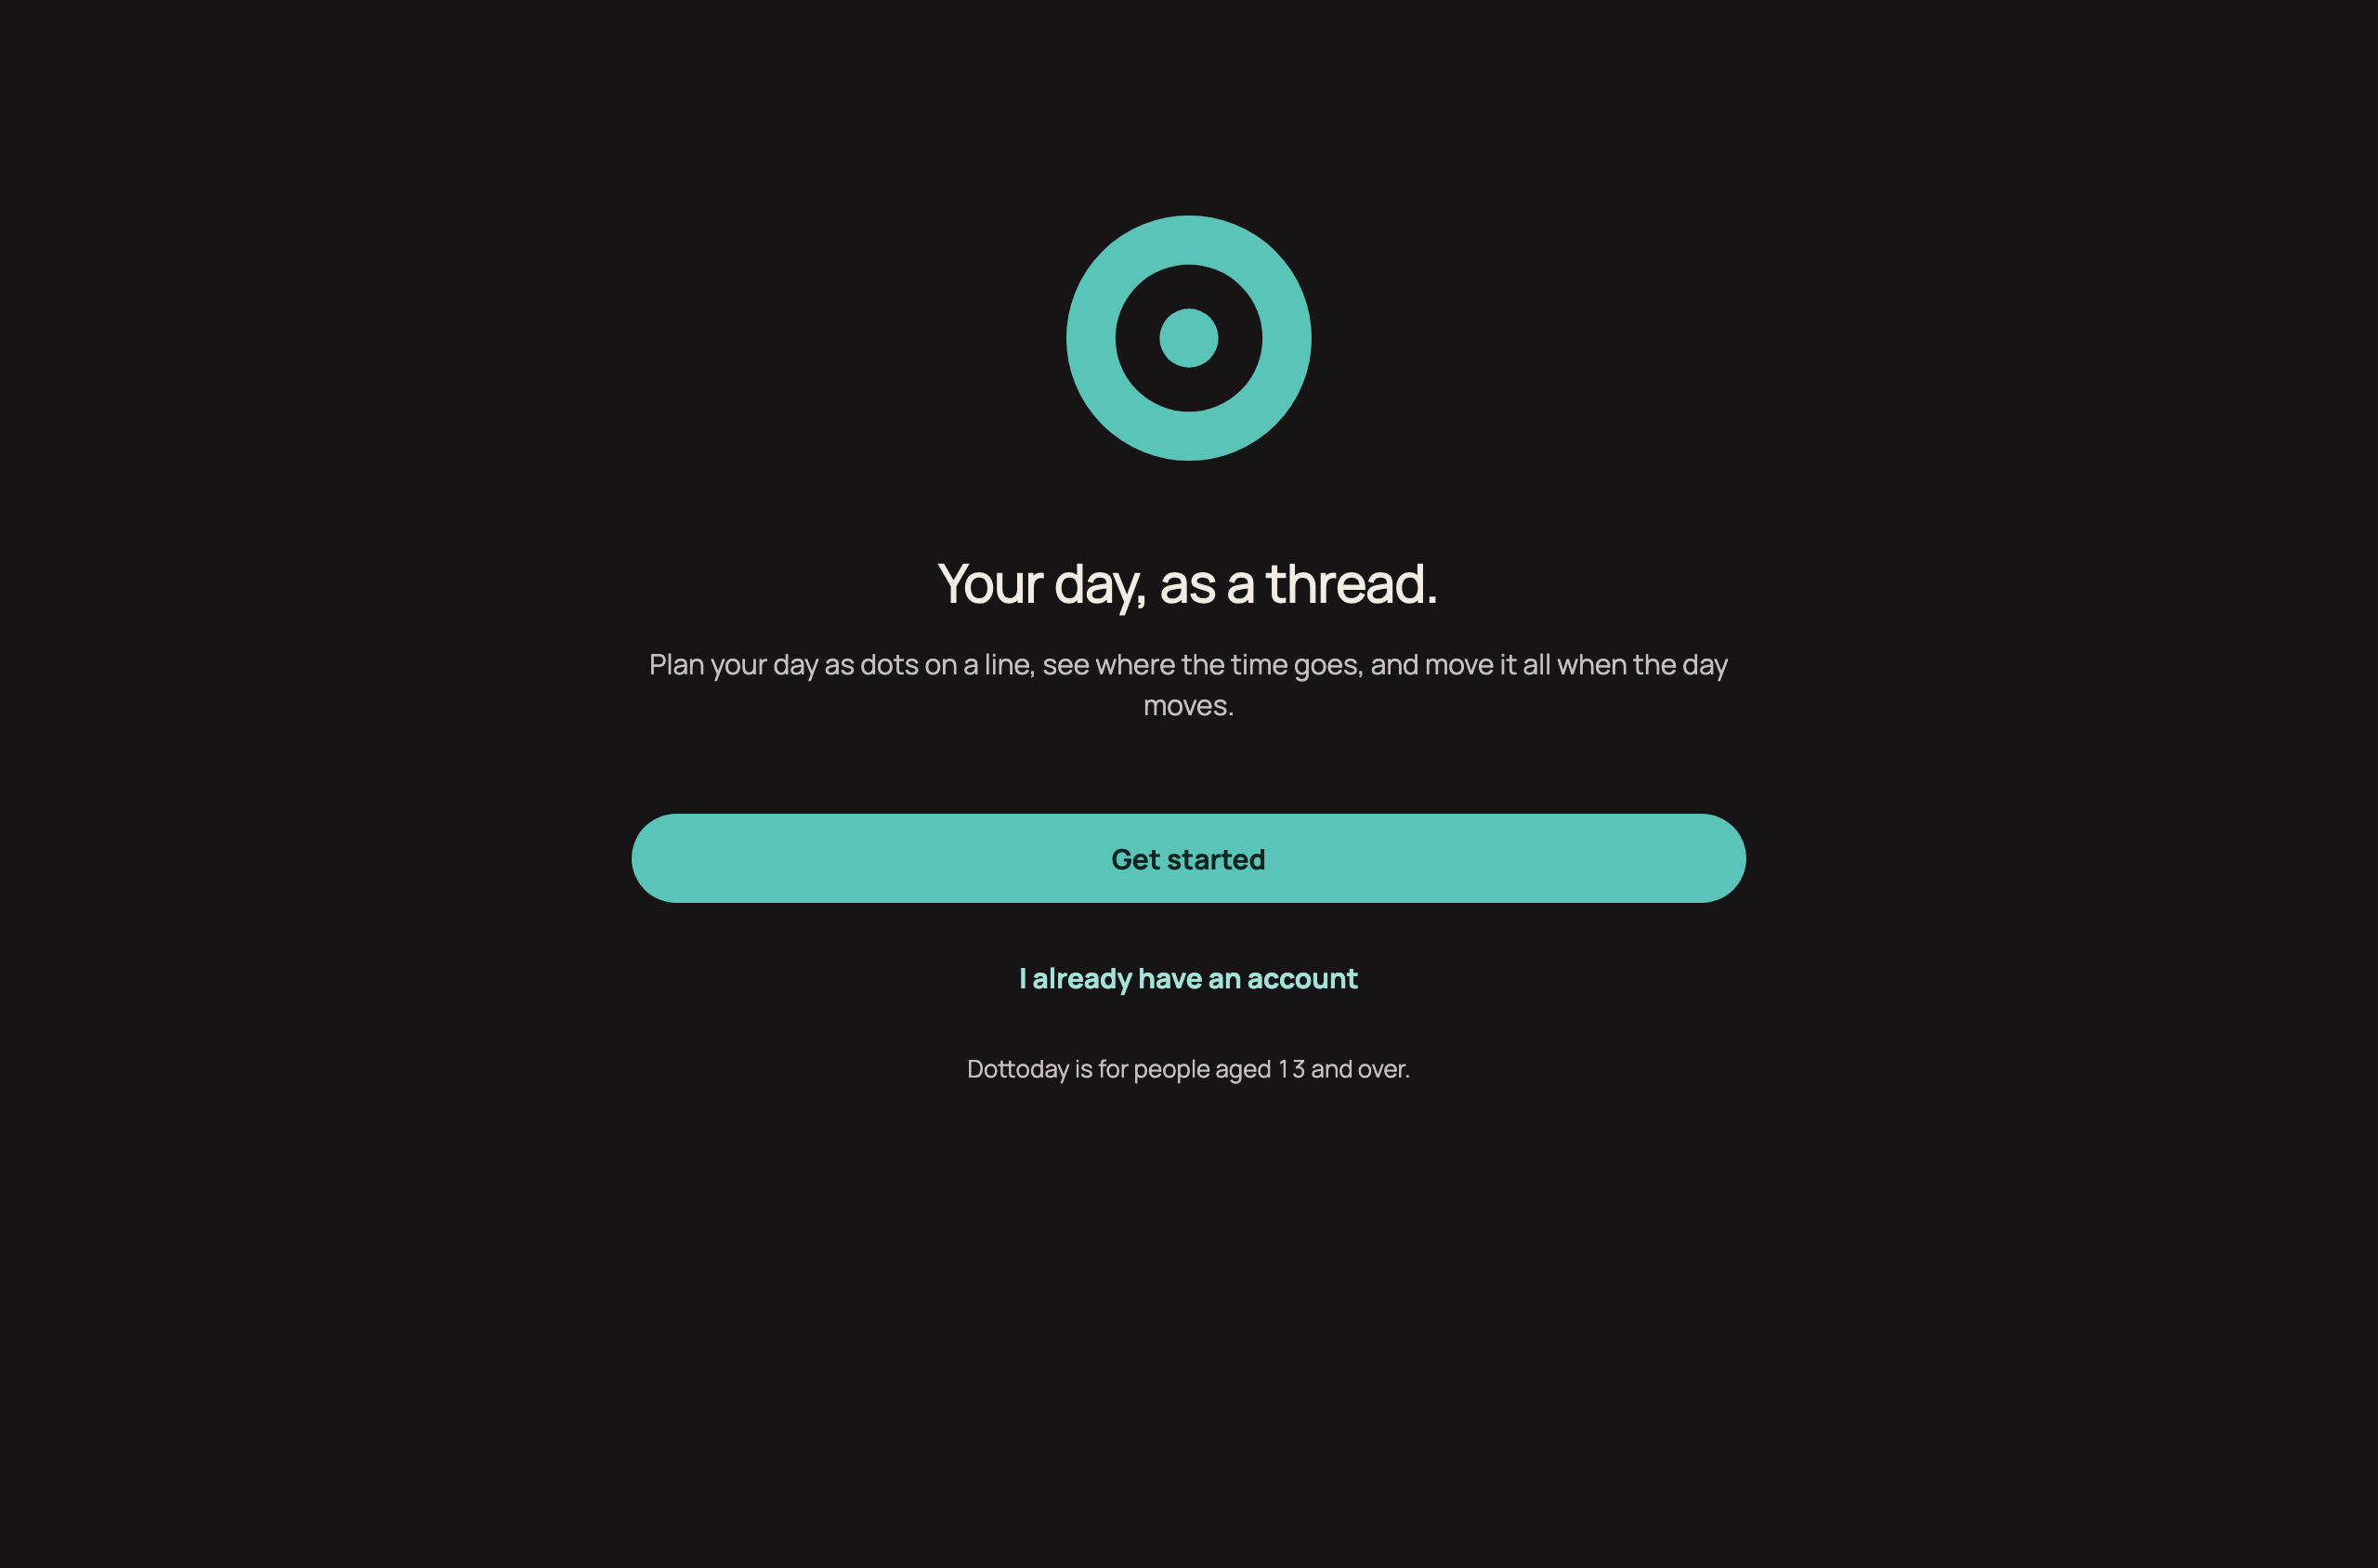 Your day, as a thread.
Plan your day as dots on a line, see where the time goes, and move it all when the day
moves.
Get started
I already have an account
Dottoday is for people aged 13 and over.